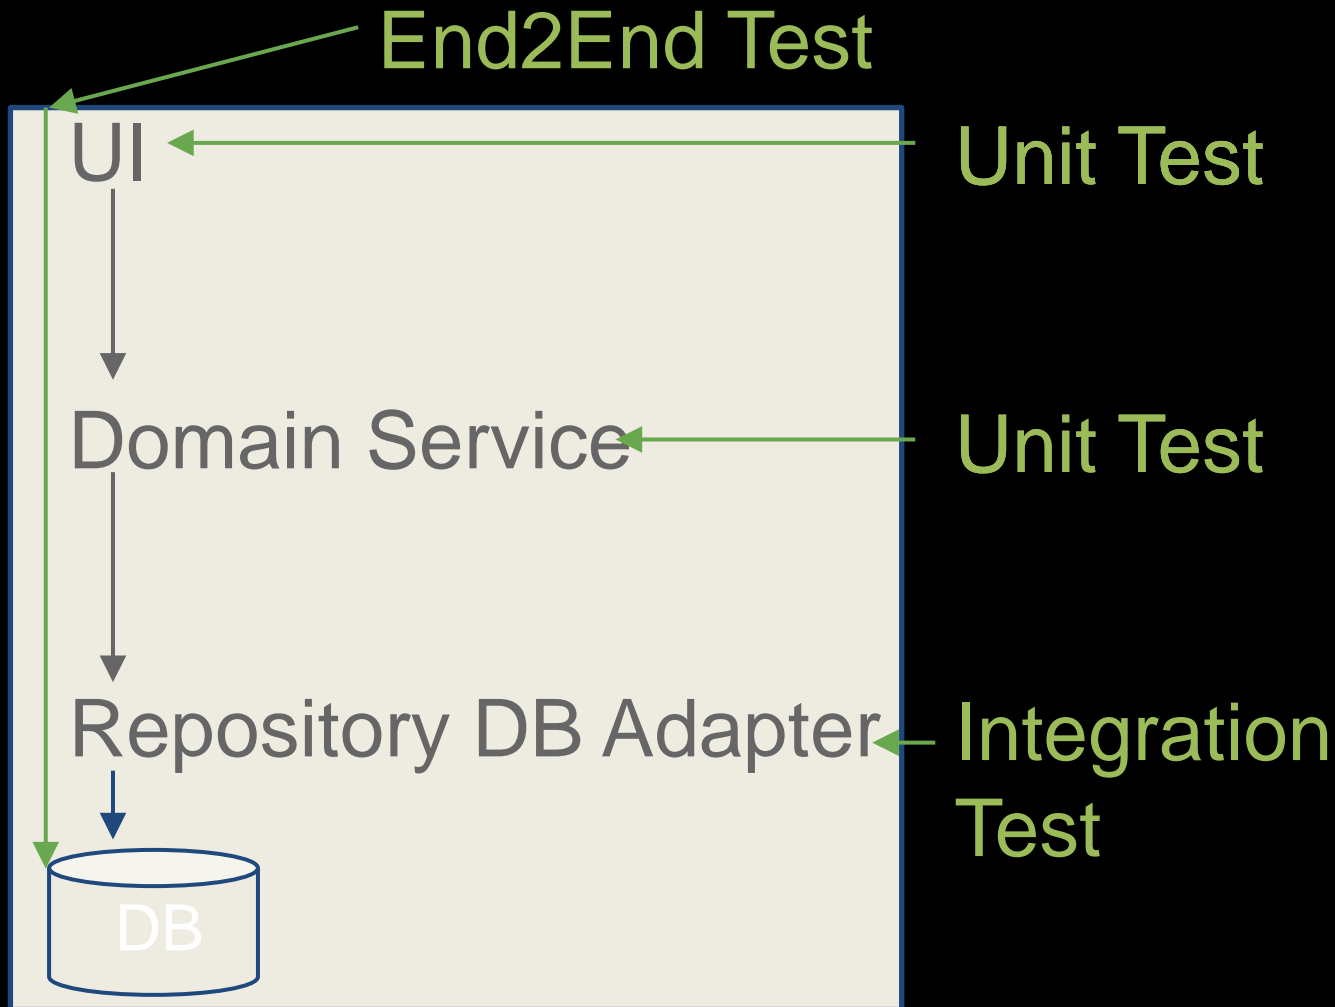 End2End Test
UI
Unit Test
Domain Service
Unit Test
Repository DB Adapter
Integration
Test
DB